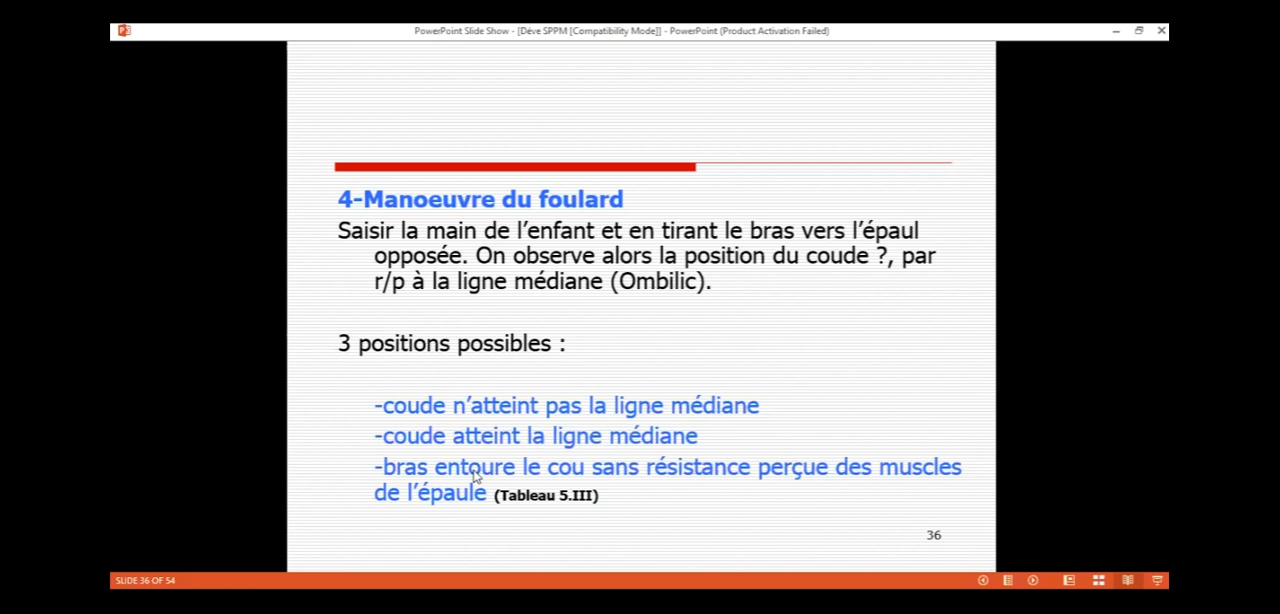 PowerPoint Slide Show - [Déve SPPM [Compatibility Mode]] - PowerPoint (Product Activation Failed)
4-Manoeuvre du foulard
Saisir la main de l’enfant et en tirant le bras vers l’épaul
opposée. On observe alors la position du coude ?, par
r/p à la ligne médiane (Ombilic).
3 positions possibles :
-coude n’atteint pas la ligne médiane
-coude atteint la ligne médiane
-bras entoure le cou sans résistance perçue des muscles
de l’épaule (Tableau 5.III)
36
SLIDE 36 OF 54